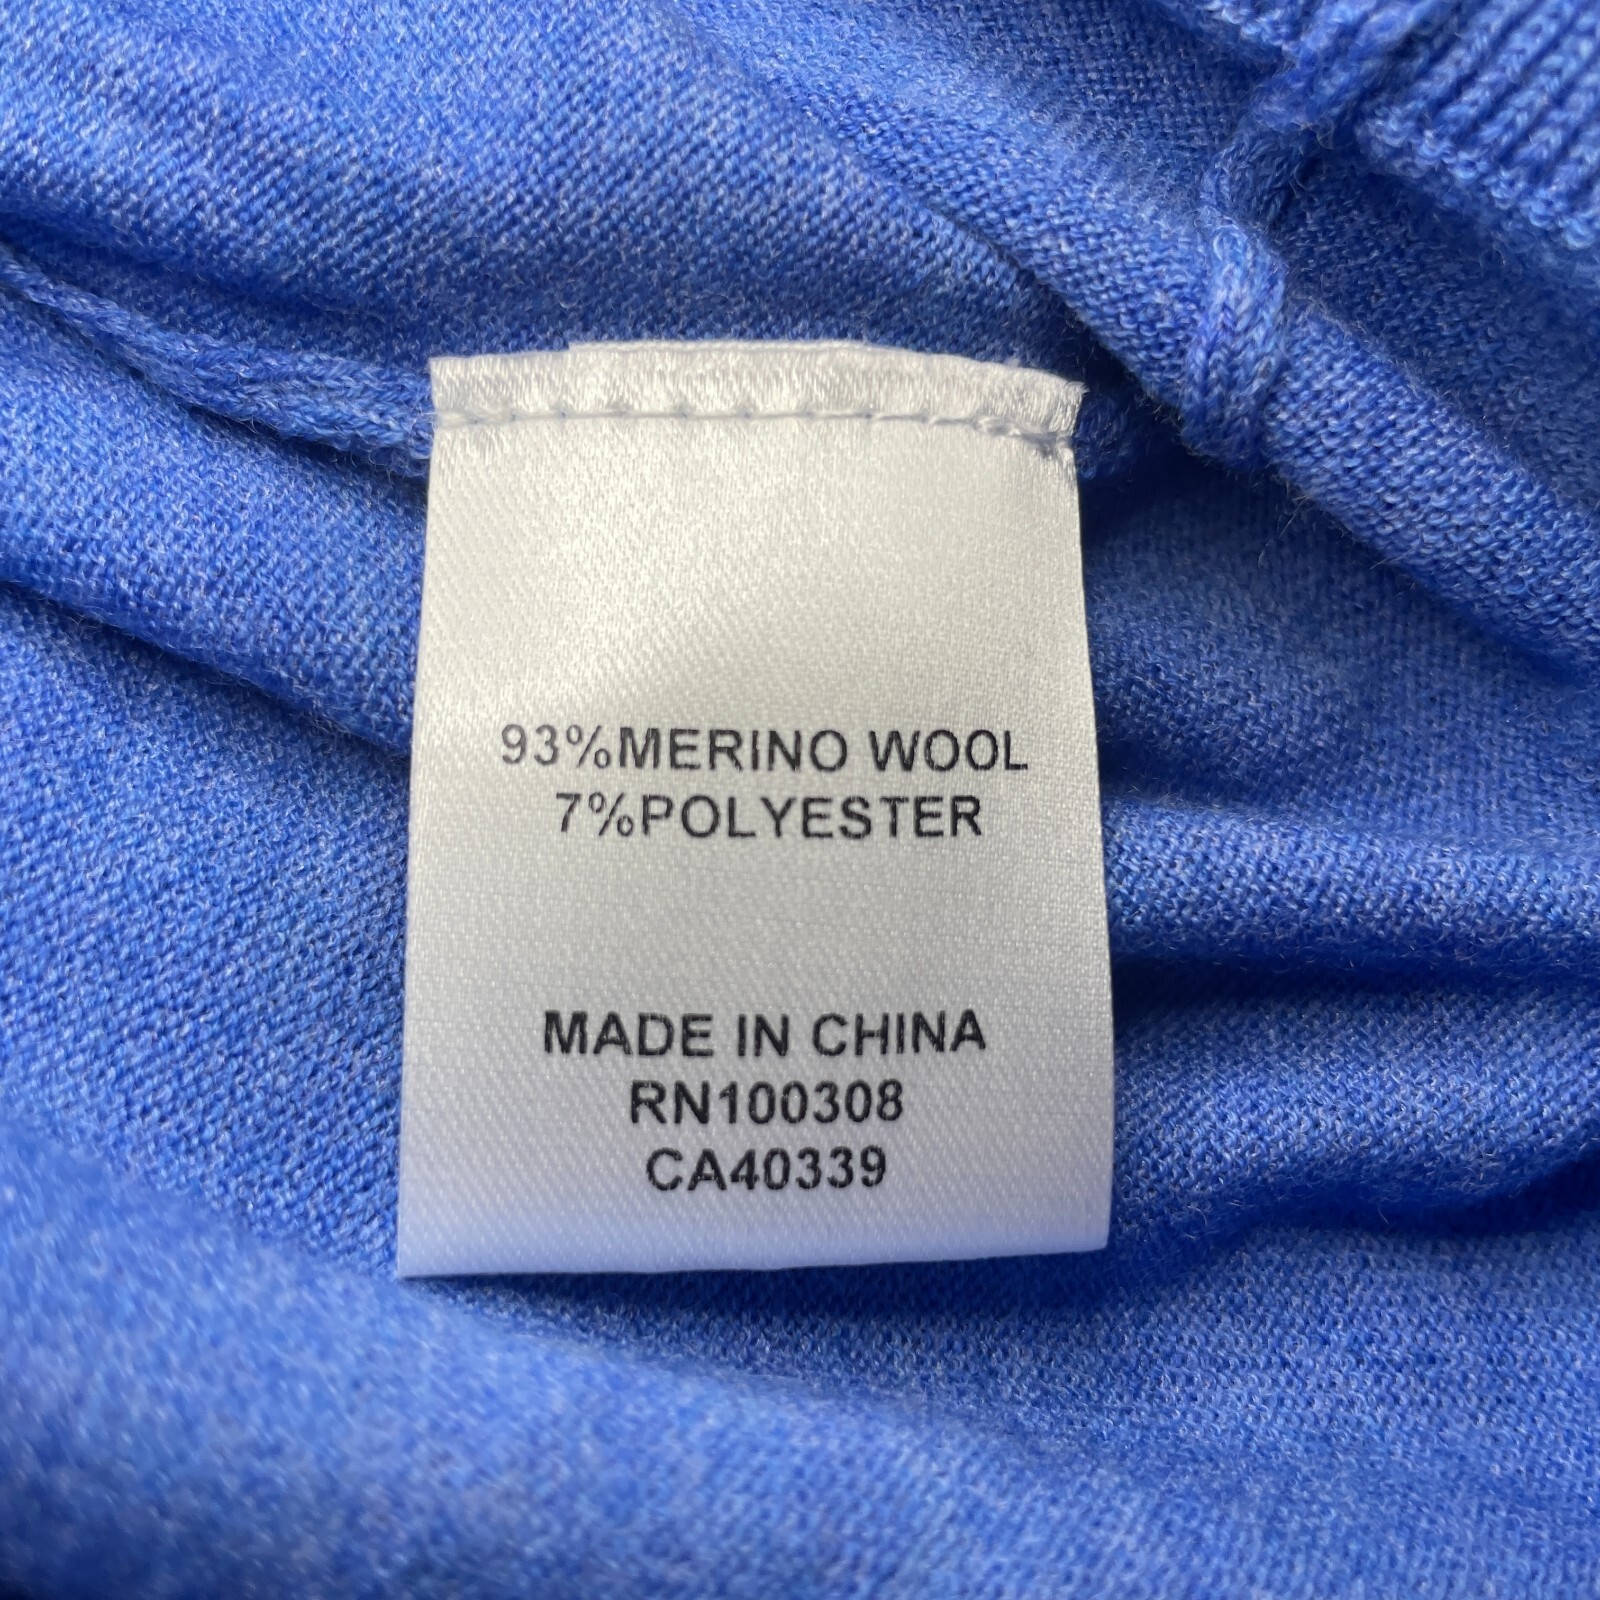 93%MERINO WOOL
7%POLYESTER
MADE IN CHINA
RN100308
CA40339